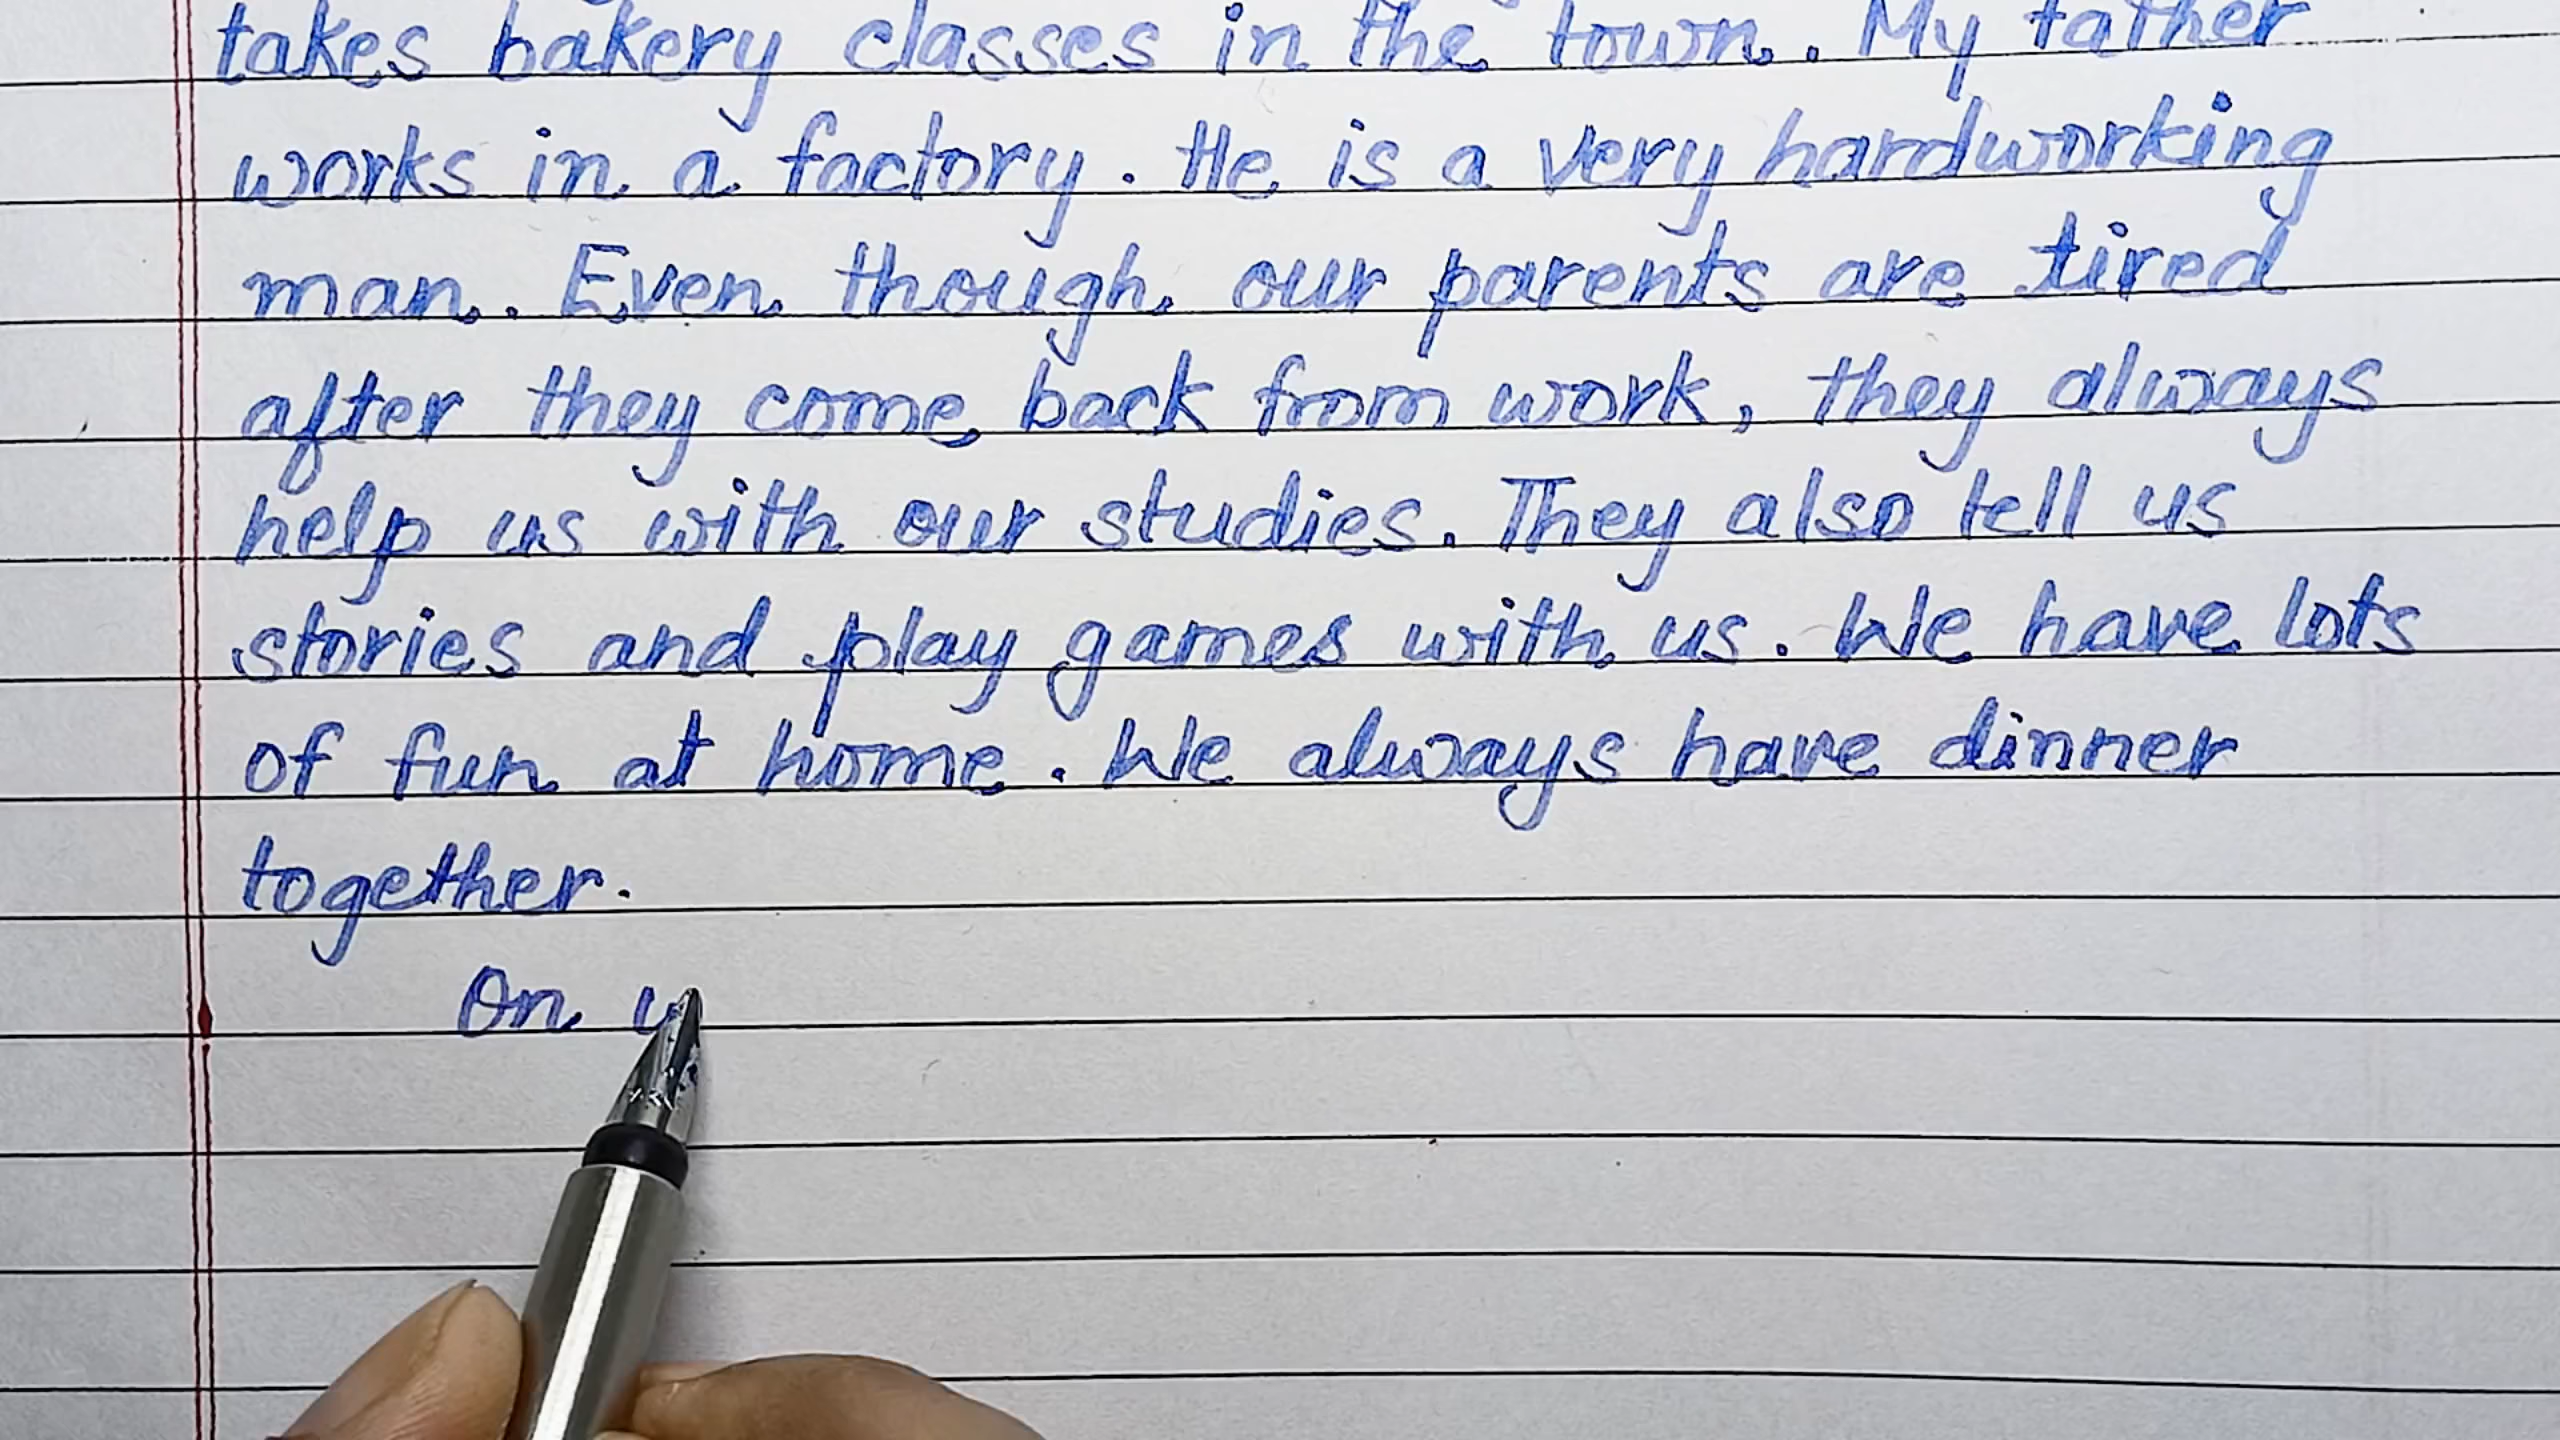 takes bakery classes in the town. My father
works in a factory. He is a very hardworking
man. Even though our parents are tired
after they come back from work, they always
help us with our studies. They also tell us
stories and play games with us. We have lots
of fun at home. We always have dinner
together.
On